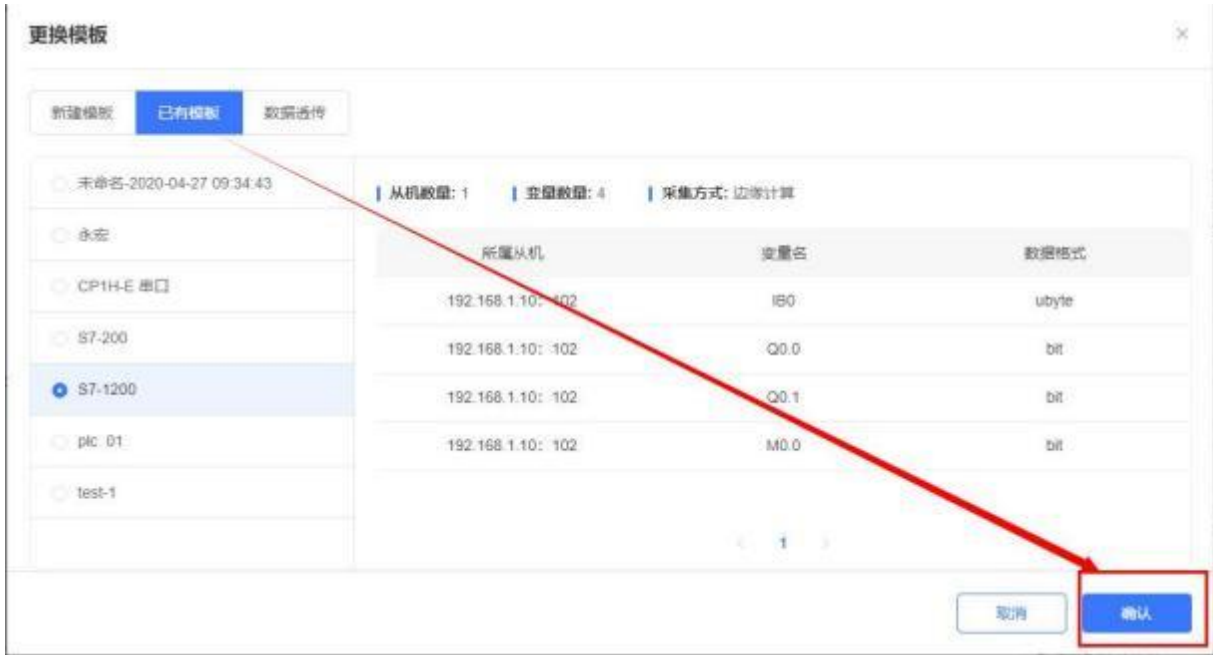 更换模板
新建模板 已有模板 数据透传
未命名-2020-04-27 09:34:43
永宏
CP1H-E 串口
S7-200
S7-1200
plc_01
test-1
从机数量: 1 变量数量: 4 采集方式: 边缘计算
所属从机 变量名 数据格式
192.168.1.10: 102 IB0 ubyte
192.168.1.10: 102 Q0.0 bit
192.168.1.10: 102 Q0.1 bit
192.168.1.10: 102 M0.0 bit
1
取消 确认